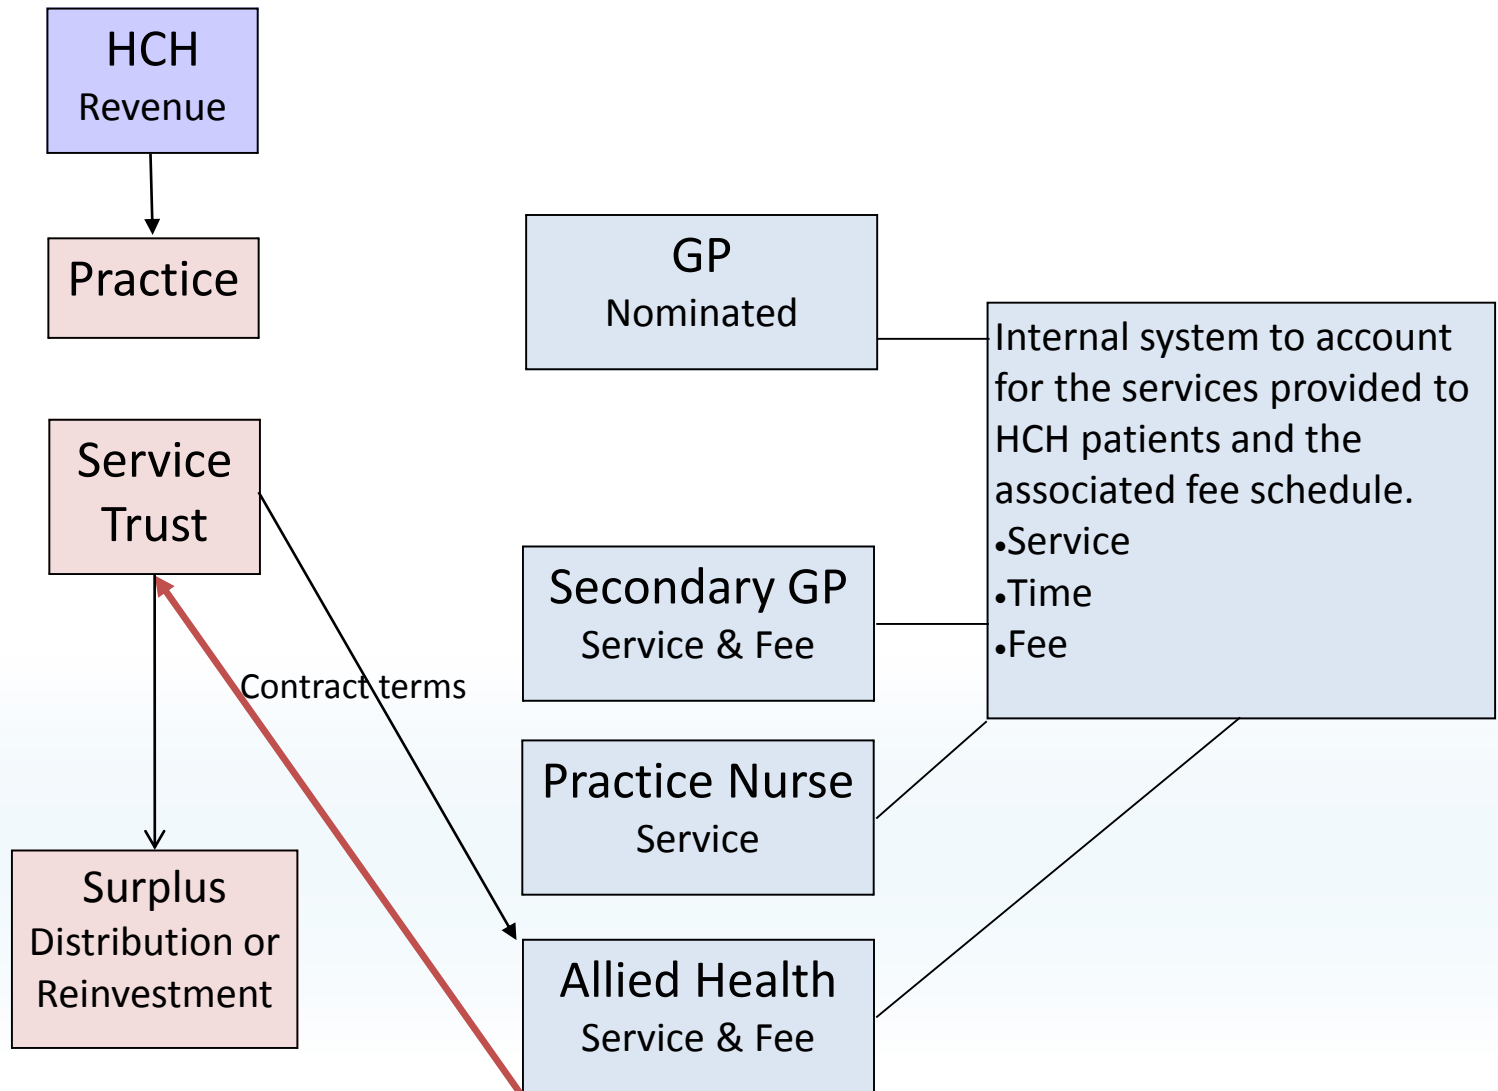 HCH
Revenue
Practice
GP
Nominated
Internal system to account
for the services provided to
HCH patients and the
associated fee schedule.
•Service
•Time
•Fee
Service
Trust
Secondary GP
Service & Fee
Contract terms
Practice Nurse
Service
Surplus
Distribution or
Reinvestment
Allied Health
Service & Fee